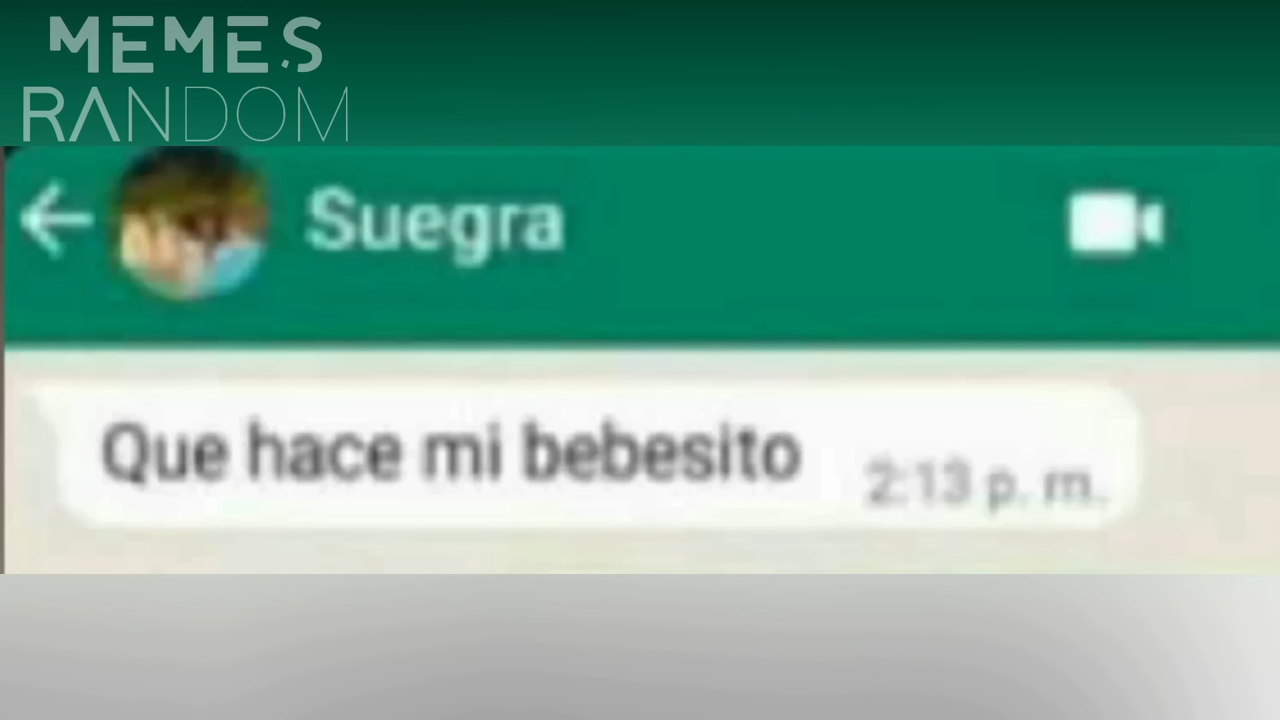 MEMES
RANDOM
Suegra
Que hace mi bebesito
2:13 p. m.